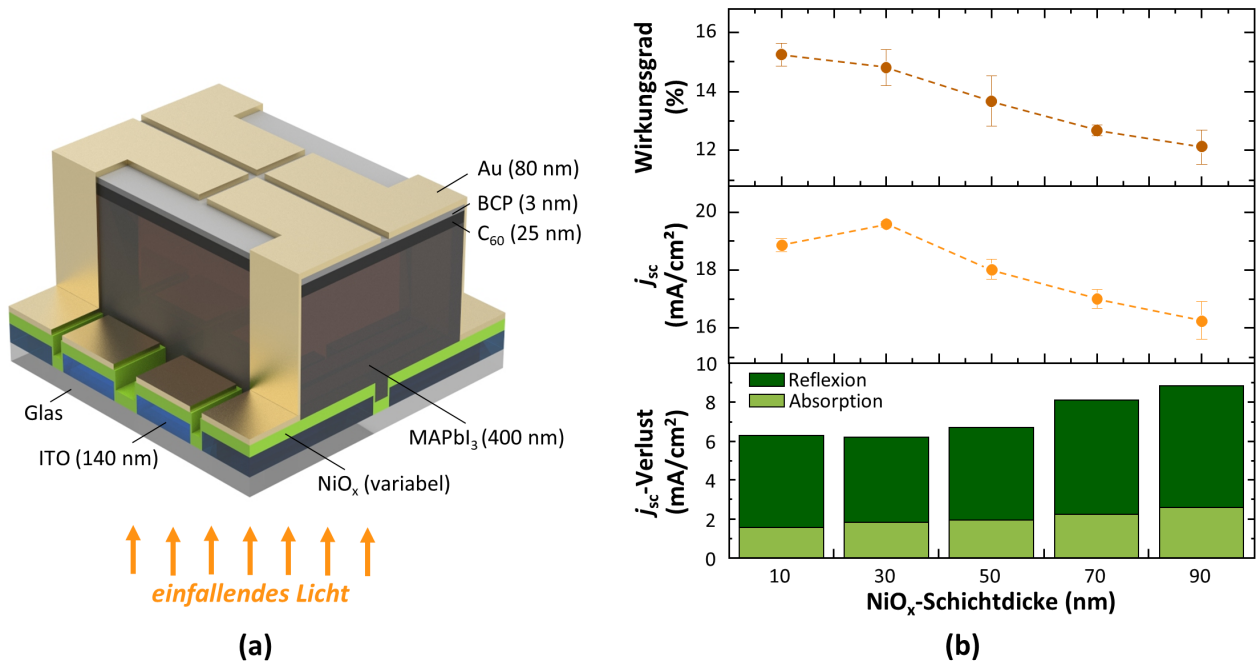 (a)
Au (80 nm)
BCP (3 nm)
C60 (25 nm)
Glas
ITO (140 nm)
NiOx (variabel)
MAPbI3 (400 nm)
einfallendes Licht
(b)
Wirkungsgrad
(%)
16
14
12
jsc
(mA/cm²)
20
18
16
jsc-Verlust
(mA/cm²)
10
8
6
4
2
0
Reflexion
Absorption
10 30 50 70 90
NiOx-Schichtdicke (nm)